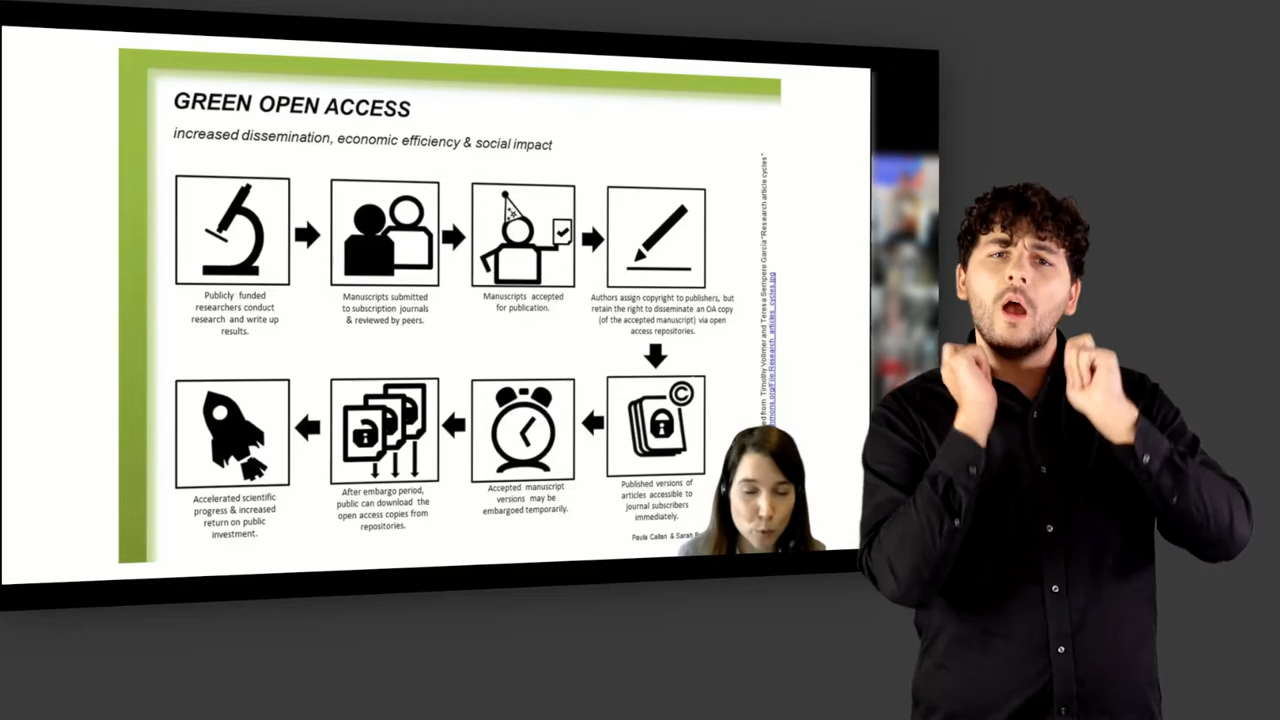 GREEN OPEN ACCESS
increased dissemination, economic efficiency & social impact
Publicly funded
researchers conduct
research and write up
results.
Manuscripts submitted
to subscription journals
& reviewed by peers.
Manuscripts accepted
for publication.
Authors assign copyright to publishers, but
retain the right to disseminate an OA copy
(of the accepted manuscript) via open
access repositories.
Accelerated scientific
progress & increased
return on public
investment.
After embargo period,
public can download the
open access copies from
repositories.
Accepted manuscript
versions may be
embargoed temporarily.
©
Published versions of
articles accessible to
journal subscribers
immediately.
Paula Callan & Sarah
from Timothy Vollmer and Teresa Sempere Garcia "Research article cycles"